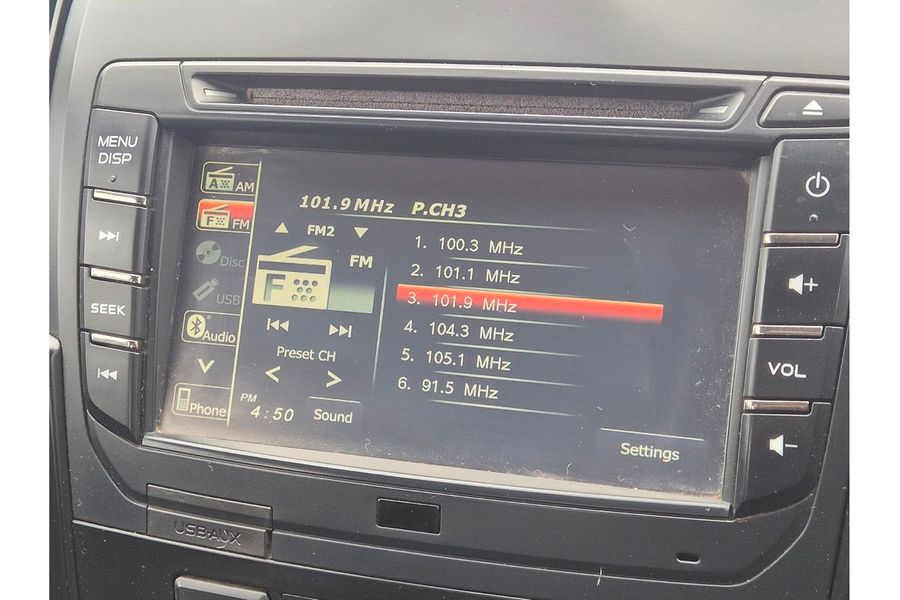 MENU
DISP
SEEK
AM
FM
Disc
USB
Audio
Phone
101.9 MHz P.CH3
FM2
FM
F
Preset CH
PM
4:50
Sound
1. 100.3 MHz
2. 101.1 MHz
3. 101.9 MHz
4. 104.3 MHz
5. 105.1 MHz
6. 91.5 MHz
Settings
VOL
USB·AUX